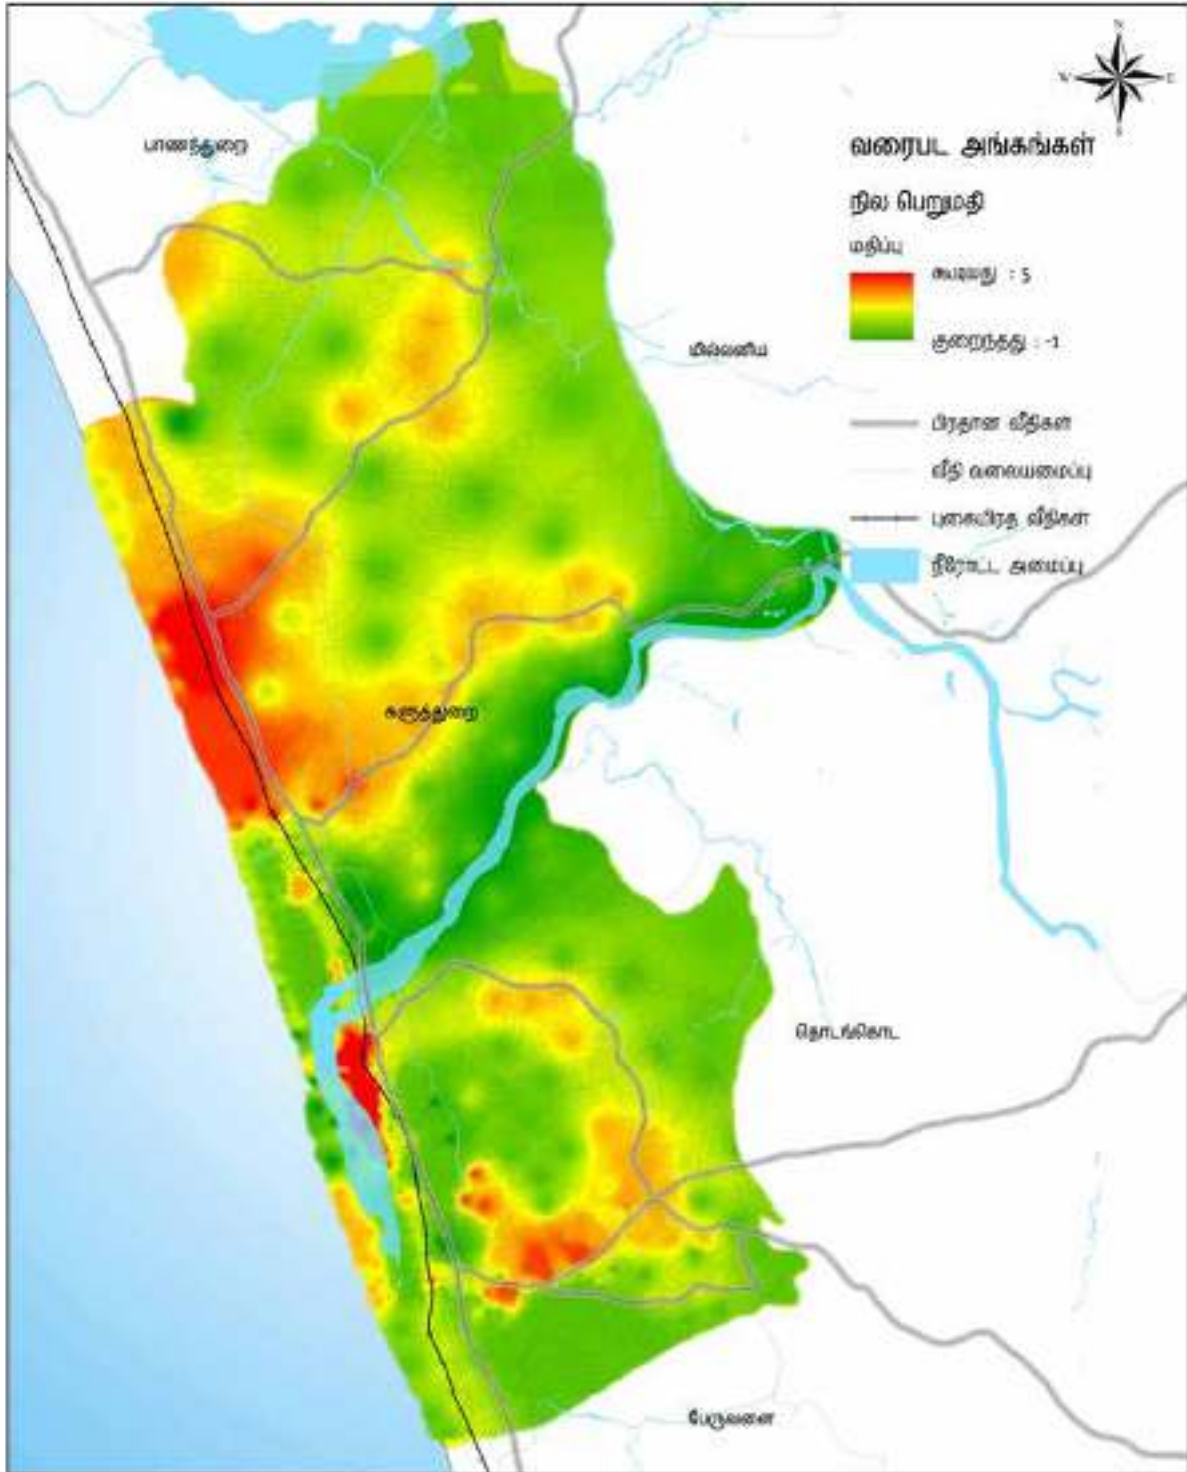 N
W E
S
வரைபட அங்கங்கள்
நில பெறுமதி
மதிப்பு
கூடியது : 5
குறைந்தது : -1
பிரதான வீதிகள்
வீதி வலையமைப்பு
புகையிரத வீதிகள்
நீரோட்ட அமைப்பு
பாணந்துறை
மில்லனிய
களுத்துறை
தொடங்கொட
பேருவளை